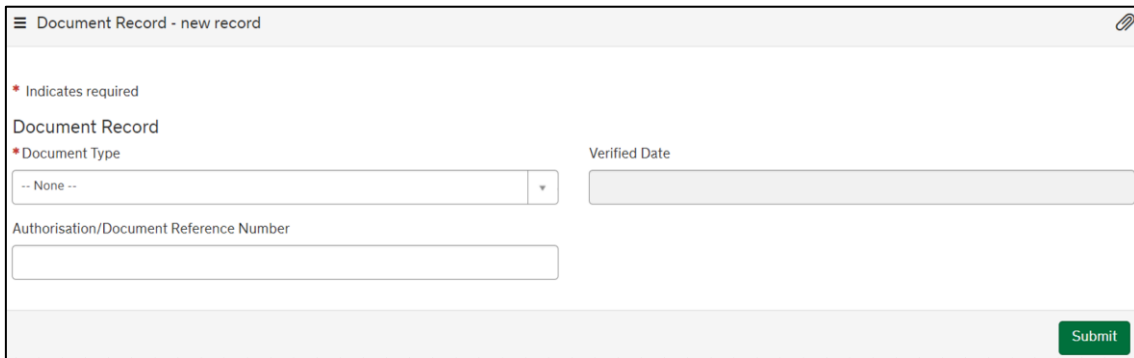 Document Record - new record
* Indicates required
Document Record
*Document Type
Verified Date
-- None --
Authorisation/Document Reference Number
Submit